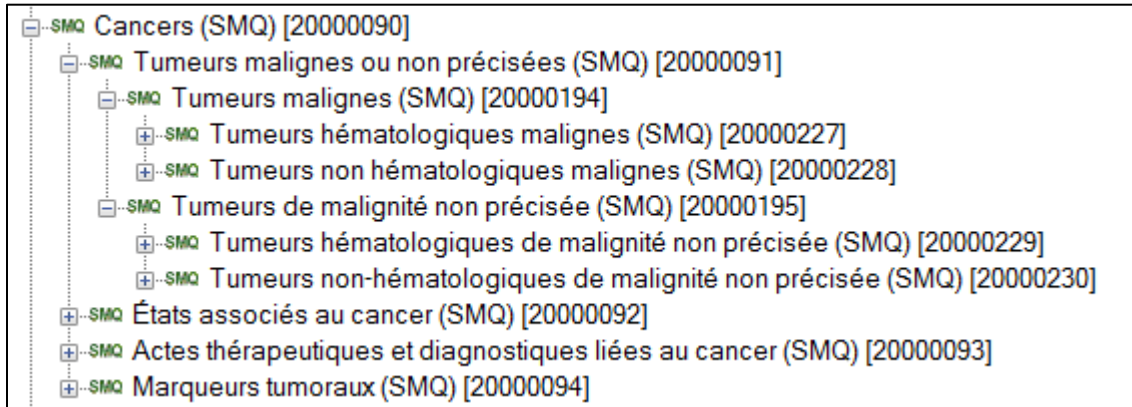 SMQ Cancers (SMQ) [20000090]
SMQ Tumeurs malignes ou non précisées (SMQ) [20000091]
SMQ Tumeurs malignes (SMQ) [20000194]
SMQ Tumeurs hématologiques malignes (SMQ) [20000227]
SMQ Tumeurs non hématologiques malignes (SMQ) [20000228]
SMQ Tumeurs de malignité non précisée (SMQ) [20000195]
SMQ Tumeurs hématologiques de malignité non précisée (SMQ) [20000229]
SMQ Tumeurs non-hématologiques de malignité non précisée (SMQ) [20000230]
SMQ États associés au cancer (SMQ) [20000092]
SMQ Actes thérapeutiques et diagnostiques liées au cancer (SMQ) [20000093]
SMQ Marqueurs tumoraux (SMQ) [20000094]